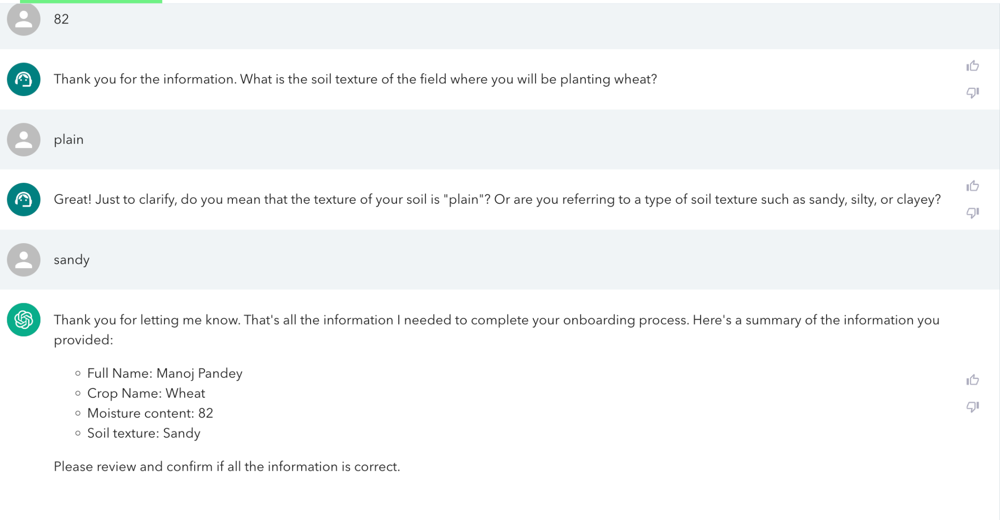 82
Thank you for the information. What is the soil texture of the field where you will be planting wheat?
plain
Great! Just to clarify, do you mean that the texture of your soil is "plain"? Or are you referring to a type of soil texture such as sandy, silty, or clayey?
sandy
Thank you for letting me know. That's all the information I needed to complete your onboarding process. Here's a summary of the information you
provided:
Full Name: Manoj Pandey
Crop Name: Wheat
Moisture content: 82
Soil texture: Sandy
Please review and confirm if all the information is correct.